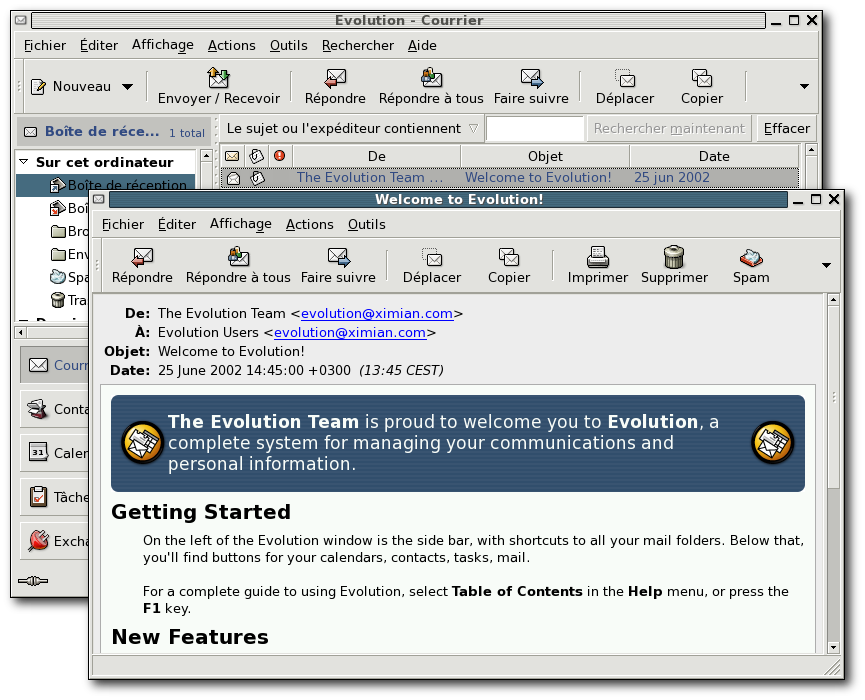 Evolution - Courrier
Fichier Éditer Affichage Actions Outils Rechercher Aide
Nouveau Envoyer / Recevoir Répondre Répondre à tous Faire suivre Déplacer Copier
Boîte de réce... 1 total Le sujet ou l'expéditeur contiennent Rechercher maintenant Effacer
Sur cet ordinateur De Objet Date
Boîte de réception The Evolution Team ... Welcome to Evolution! 25 jun 2002
Boî
Bro
Env
Spa
Tra
Courr
Conta
31 Calen
Tâche
Excha
Welcome to Evolution!
Fichier Éditer Affichage Actions Outils
Répondre Répondre à tous Faire suivre Déplacer Copier Imprimer Supprimer Spam
De: The Evolution Team <evolution@ximian.com>
À: Evolution Users <evolution@ximian.com>
Objet: Welcome to Evolution!
Date: 25 June 2002 14:45:00 +0300 (13:45 CEST)
The Evolution Team is proud to welcome you to Evolution, a
complete system for managing your communications and
personal information.
Getting Started
On the left of the Evolution window is the side bar, with shortcuts to all your mail folders. Below that,
you'll find buttons for your calendars, contacts, tasks, mail.
For a complete guide to using Evolution, select Table of Contents in the Help menu, or press the
F1 key.
New Features